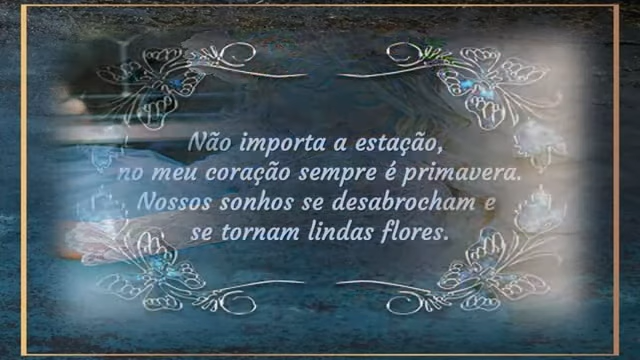 Não importa a estação,
no meu coração sempre é primavera.
Nossos sonhos se desabrocham e
se tornam lindas flores.